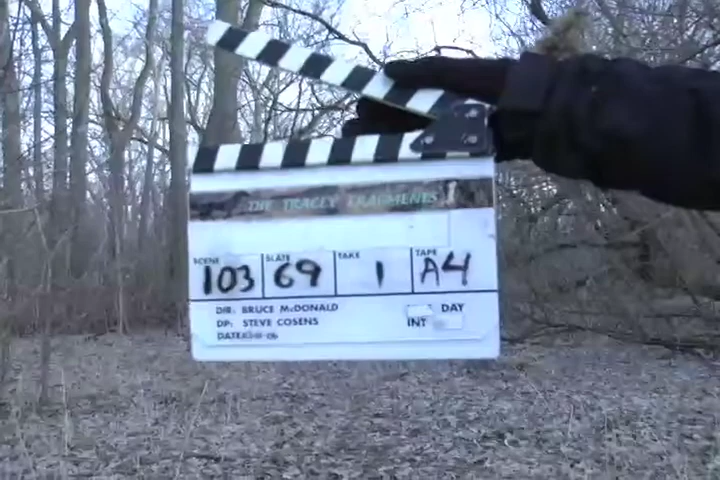 THE TRACEY FRAGMENTS
SCENE SLATE TAKE TAPE
103 69 1 A4
DIR: BRUCE McDONALD
DP: STEVE COSENS
DAY
INT
DATE